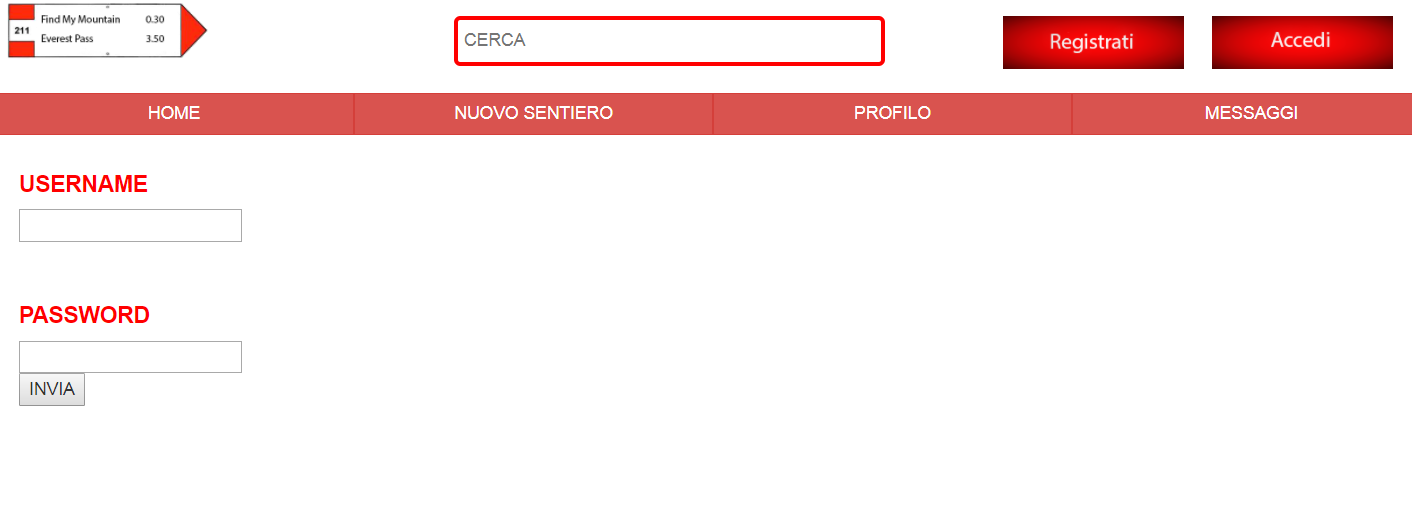 211
Find My Mountain 0.30
Everest Pass 3.50
CERCA
Registrati
Accedi
HOME
NUOVO SENTIERO
PROFILO
MESSAGGI
USERNAME
PASSWORD
INVIA